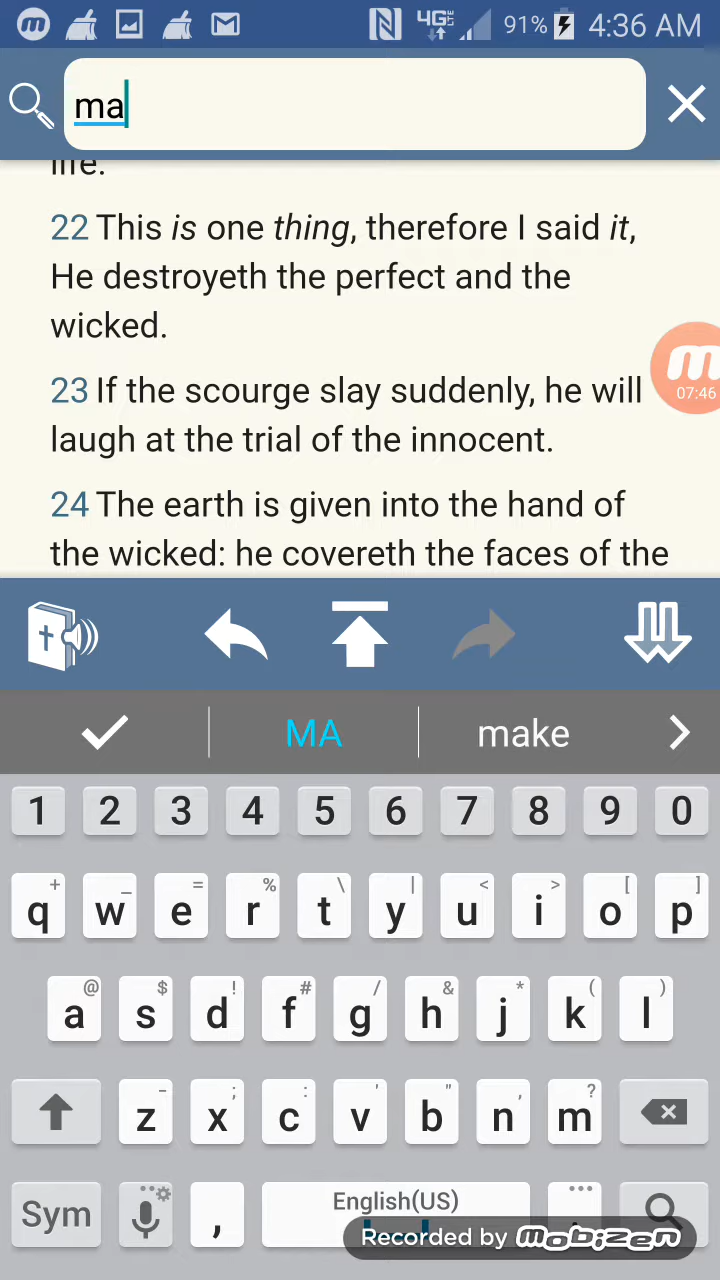 4G LTE 91% 4:36 AM
ma
life.
22 This is one thing, therefore I said it,
He destroyeth the perfect and the
wicked.
23 If the scourge slay suddenly, he will
laugh at the trial of the innocent.
07:46
24 The earth is given into the hand of
the wicked: he covereth the faces of the
MA make
1 2 3 4 5 6 7 8 9 0
+ _ = % \ | < > [ ]
q w e r t y u i o p
@ $ ! # / & * ( )
a s d f g h j k l
- ; : ' " , ?
z x c v b n m
Sym , English(US)
Recorded by mobizen